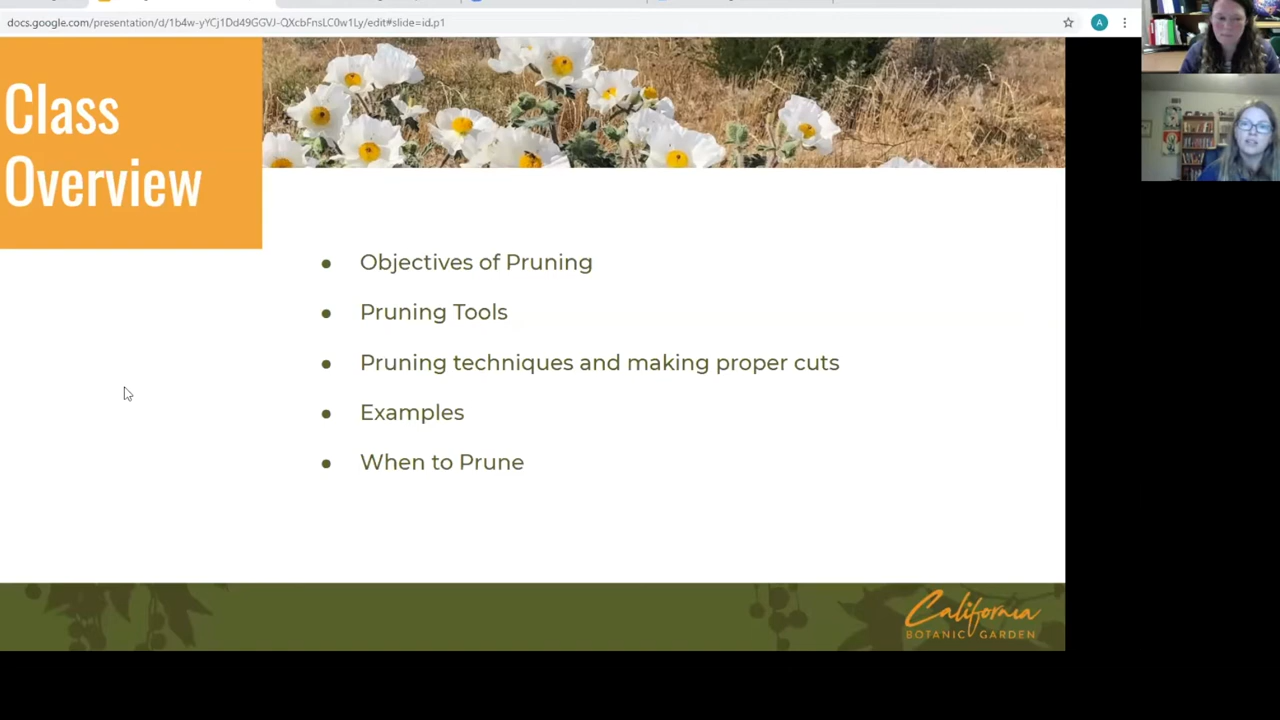 docs.google.com/presentation/d/1b4w-yYCj1Dd49GGVJ-QXcbFnsLC0w1Ly/edit#slide=id.p1
A
Class
Overview
● Objectives of Pruning
● Pruning Tools
● Pruning techniques and making proper cuts
● Examples
● When to Prune
California
BOTANIC GARDEN